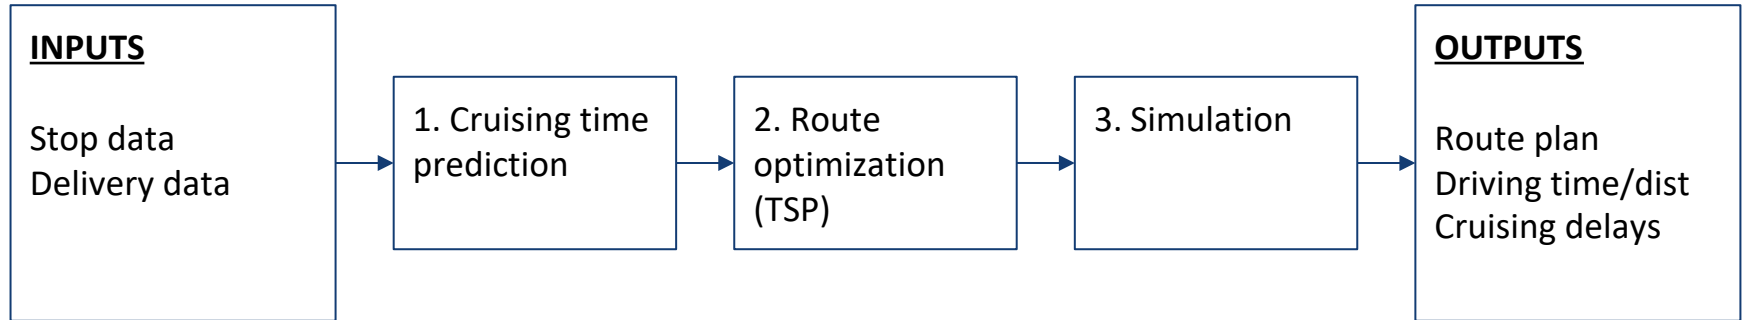 INPUTS
Stop data
Delivery data
1. Cruising time
prediction
2. Route
optimization
(TSP)
3. Simulation
OUTPUTS
Route plan
Driving time/dist
Cruising delays